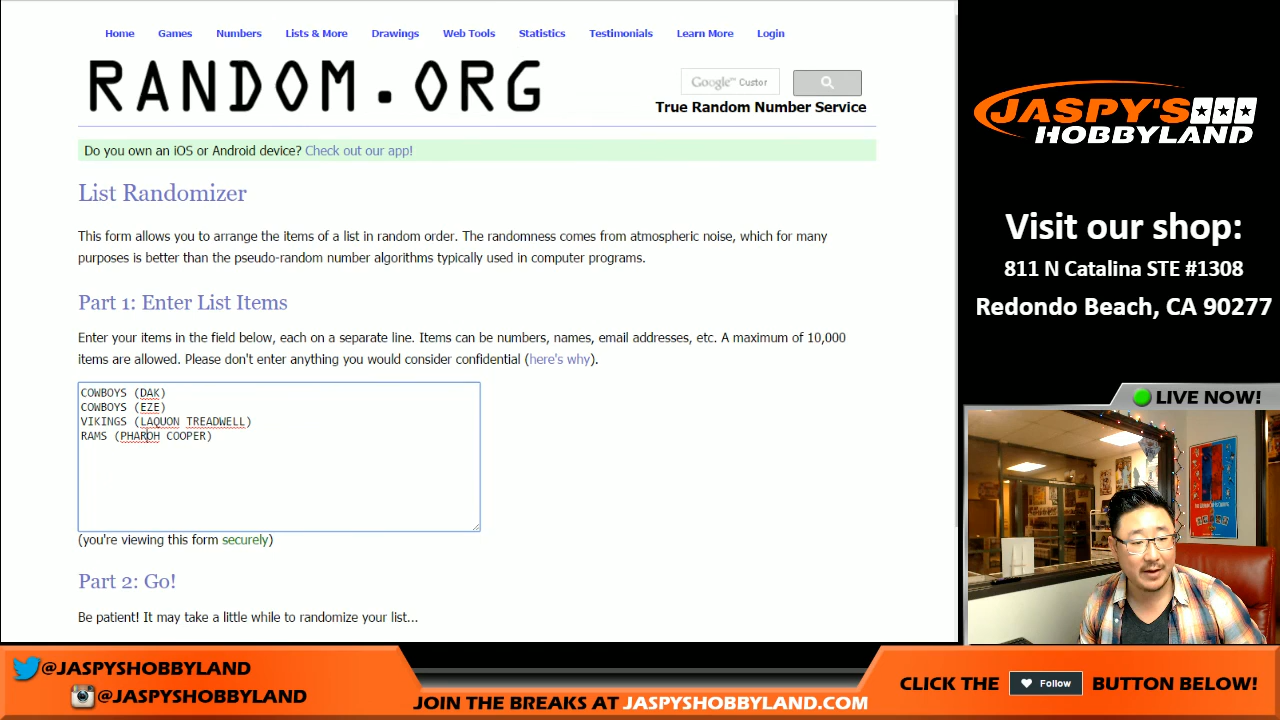 Home Games Numbers Lists & More Drawings Web Tools Statistics Testimonials Learn More Login
RANDOM.ORG
Google™ Custor
True Random Number Service
Do you own an iOS or Android device? Check out our app!
List Randomizer
This form allows you to arrange the items of a list in random order. The randomness comes from atmospheric noise, which for many
purposes is better than the pseudo-random number algorithms typically used in computer programs.
Part 1: Enter List Items
Enter your items in the field below, each on a separate line. Items can be numbers, names, email addresses, etc. A maximum of 10,000
items are allowed. Please don't enter anything you would consider confidential (here's why).
COWBOYS (DAK)
COWBOYS (EZE)
VIKINGS (LAQUON TREADWELL)
RAMS (PHAROH COOPER)
(you're viewing this form securely)
Part 2: Go!
Be patient! It may take a little while to randomize your list...
JASPY'S
HOBBYLAND
Visit our shop:
811 N Catalina STE #1308
Redondo Beach, CA 90277
LIVE NOW!
@JASPYSHOBBYLAND
@JASPYSHOBBYLAND
JOIN THE BREAKS AT JASPYSHOBBYLAND.COM
CLICK THE Follow BUTTON BELOW!